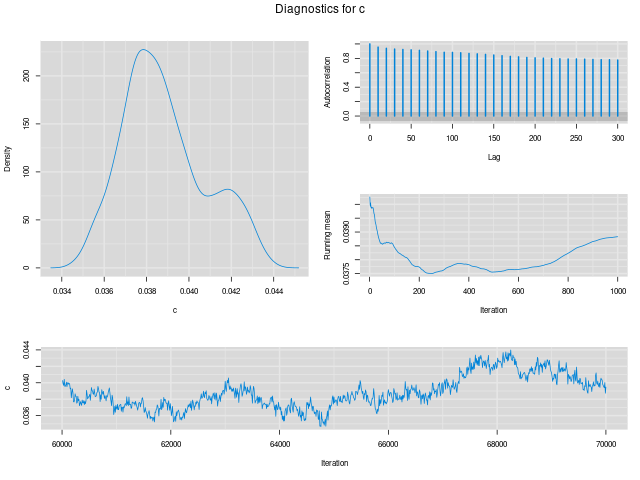 Diagnostics for c
Density
200
150
100
50
0
0.034 0.036 0.038 0.040 0.042 0.044
c
Autocorrelation
0.8
0.4
0.0
0 50 100 150 200 250 300
Lag
Running mean
0.0390
0.0375
0 200 400 600 800 1000
Iteration
c
0.044
0.040
0.036
60000 62000 64000 66000 68000 70000
Iteration